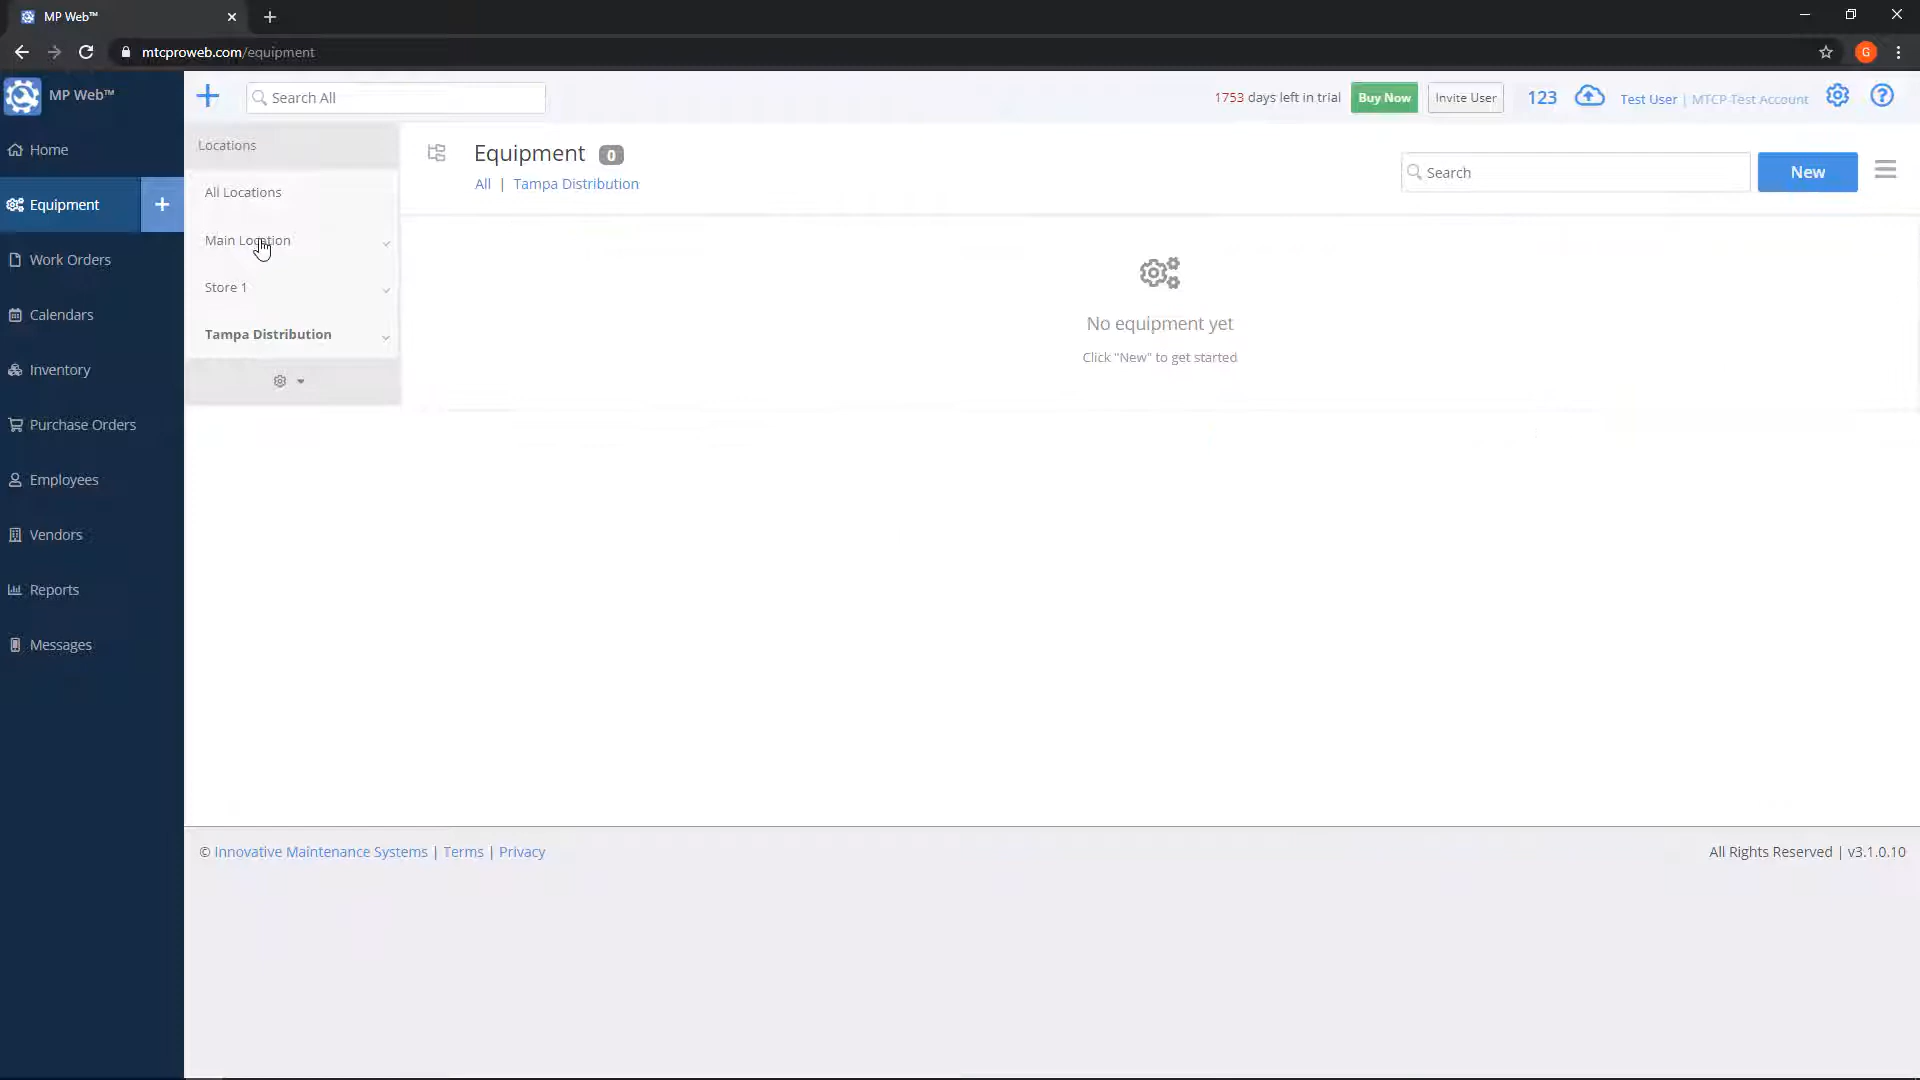 MP Web™
mtcproweb.com/equipment
G
MP Web™
Search All
1753 days left in trial
Buy Now
Invite User
123
Test User | MTCP Test Account
Home
Equipment
Work Orders
Calendars
Inventory
Purchase Orders
Employees
Vendors
Reports
Messages
Locations
All Locations
Main Location
Store 1
Tampa Distribution
Equipment 0
All | Tampa Distribution
Search
New
No equipment yet
Click "New" to get started
© Innovative Maintenance Systems | Terms | Privacy
All Rights Reserved | v3.1.0.10